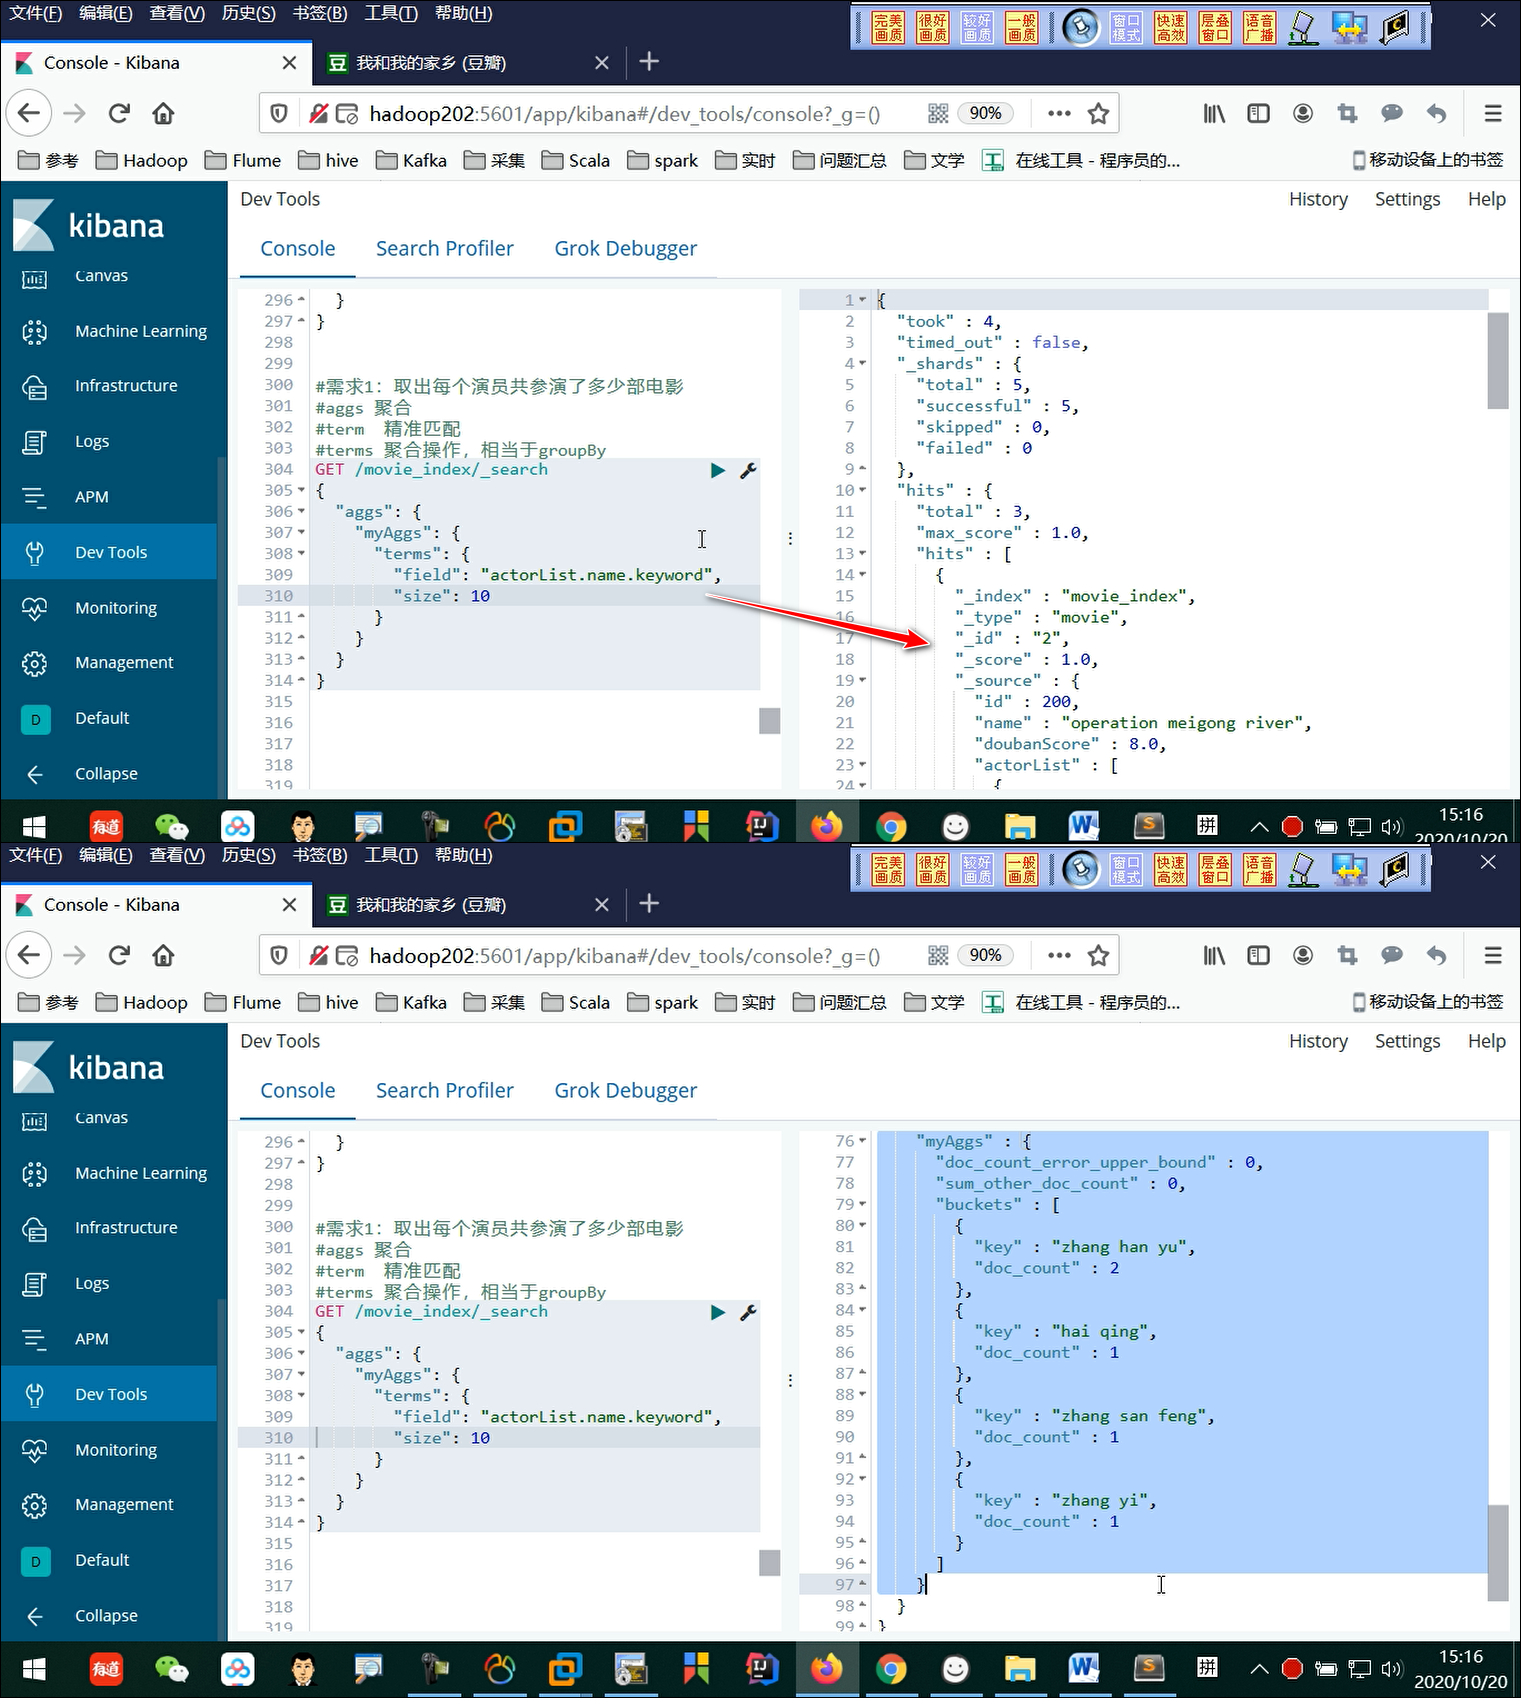 文件(F) 编辑(E) 查看(V) 历史(S) 书签(B) 工具(T) 帮助(H)
完美画质 很好画质 较好画质 一般画质 窗口模式 快速高效 层叠窗口 语音广播
Console - Kibana 豆 我和我的家乡 (豆瓣)
hadoop202:5601/app/kibana#/dev_tools/console?_g=() 90%
参考 Hadoop Flume hive Kafka 采集 Scala spark 实时 问题汇总 文学 工 在线工具 - 程序员的... 移动设备上的书签
kibana
Canvas
Machine Learning
Infrastructure
Logs
APM
Dev Tools
Monitoring
Management
D Default
Collapse
Dev Tools History Settings Help
Console Search Profiler Grok Debugger
296 }
297 }
298
299
300 #需求1: 取出每个演员共参演了多少部电影
301 #aggs 聚合
302 #term 精准匹配
303 #terms 聚合操作, 相当于groupBy
304 GET /movie_index/_search
305 {
306 "aggs": {
307 "myAggs": {
308 "terms": {
309 "field": "actorList.name.keyword",
310 "size": 10
311 }
312 }
313 }
314 }
315
316
317
318
319
1 {
2 "took" : 4,
3 "timed_out" : false,
4 "_shards" : {
5 "total" : 5,
6 "successful" : 5,
7 "skipped" : 0,
8 "failed" : 0
9 },
10 "hits" : {
11 "total" : 3,
12 "max_score" : 1.0,
13 "hits" : [
14 {
15 "_index" : "movie_index",
16 "_type" : "movie",
17 "_id" : "2",
18 "_score" : 1.0,
19 "_source" : {
20 "id" : 200,
21 "name" : "operation meigong river",
22 "doubanScore" : 8.0,
23 "actorList" : [
24 {
有道 IJ W S 拼 15:16
2020/10/20
文件(F) 编辑(E) 查看(V) 历史(S) 书签(B) 工具(T) 帮助(H)
完美画质 很好画质 较好画质 一般画质 窗口模式 快速高效 层叠窗口 语音广播
Console - Kibana 豆 我和我的家乡 (豆瓣)
hadoop202:5601/app/kibana#/dev_tools/console?_g=() 90%
参考 Hadoop Flume hive Kafka 采集 Scala spark 实时 问题汇总 文学 工 在线工具 - 程序员的... 移动设备上的书签
kibana
Canvas
Machine Learning
Infrastructure
Logs
APM
Dev Tools
Monitoring
Management
D Default
Collapse
Dev Tools History Settings Help
Console Search Profiler Grok Debugger
296 }
297 }
298
299
300 #需求1: 取出每个演员共参演了多少部电影
301 #aggs 聚合
302 #term 精准匹配
303 #terms 聚合操作, 相当于groupBy
304 GET /movie_index/_search
305 {
306 "aggs": {
307 "myAggs": {
308 "terms": {
309 "field": "actorList.name.keyword",
310 "size": 10
311 }
312 }
313 }
314 }
315
316
317
318
319
76 "myAggs" : {
77 "doc_count_error_upper_bound" : 0,
78 "sum_other_doc_count" : 0,
79 "buckets" : [
80 {
81 "key" : "zhang han yu",
82 "doc_count" : 2
83 },
84 {
85 "key" : "hai qing",
86 "doc_count" : 1
87 },
88 {
89 "key" : "zhang san feng",
90 "doc_count" : 1
91 },
92 {
93 "key" : "zhang yi",
94 "doc_count" : 1
95 }
96 ]
97 }
98 }
99 }
有道 IJ W S 拼 15:16
2020/10/20